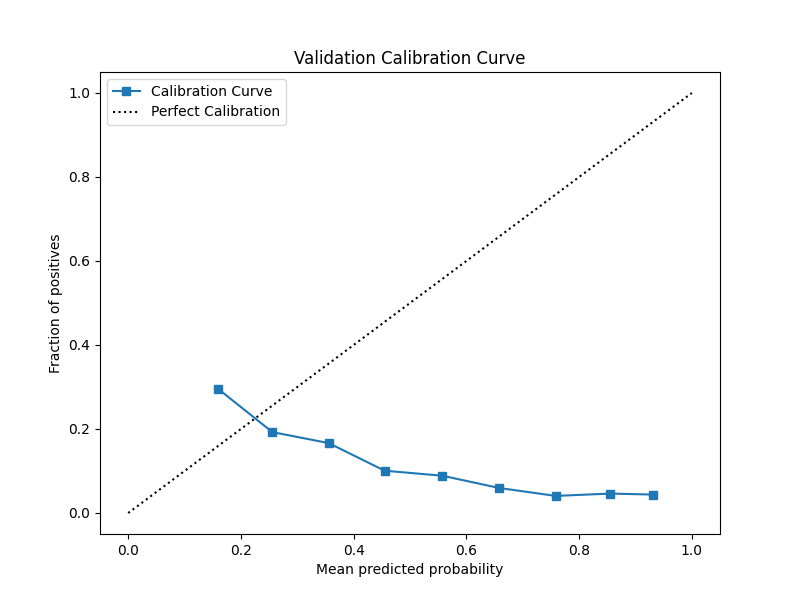 Validation Calibration Curve
Calibration Curve
Perfect Calibration
Fraction of positives
1.0
0.8
0.6
0.4
0.2
0.0
0.0 0.2 0.4 0.6 0.8 1.0
Mean predicted probability